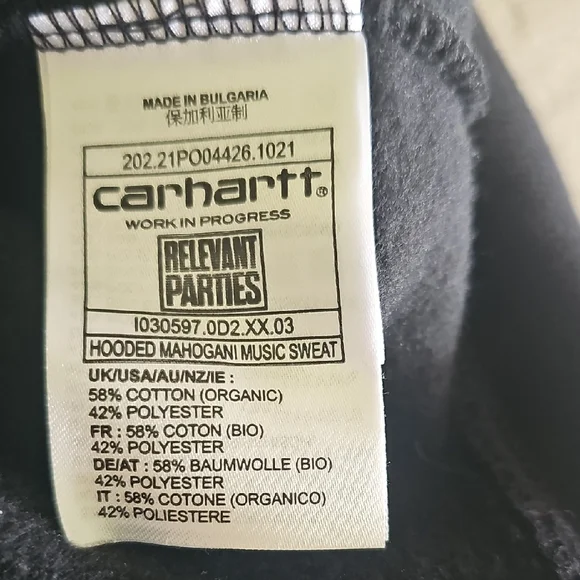 MADE IN BULGARIA
保加利亚制
202.21PO04426.1021
carhartt®
WORK IN PROGRESS
RELEVANT
PARTIES
I030597.0D2.XX.03
HOODED MAHOGANI MUSIC SWEAT
UK/USA/AU/NZ/IE :
58% COTTON (ORGANIC)
42% POLYESTER
FR : 58% COTON (BIO)
42% POLYESTER
DE/AT : 58% BAUMWOLLE (BIO)
42% POLYESTER
IT : 58% COTONE (ORGANICO)
42% POLIESTERE